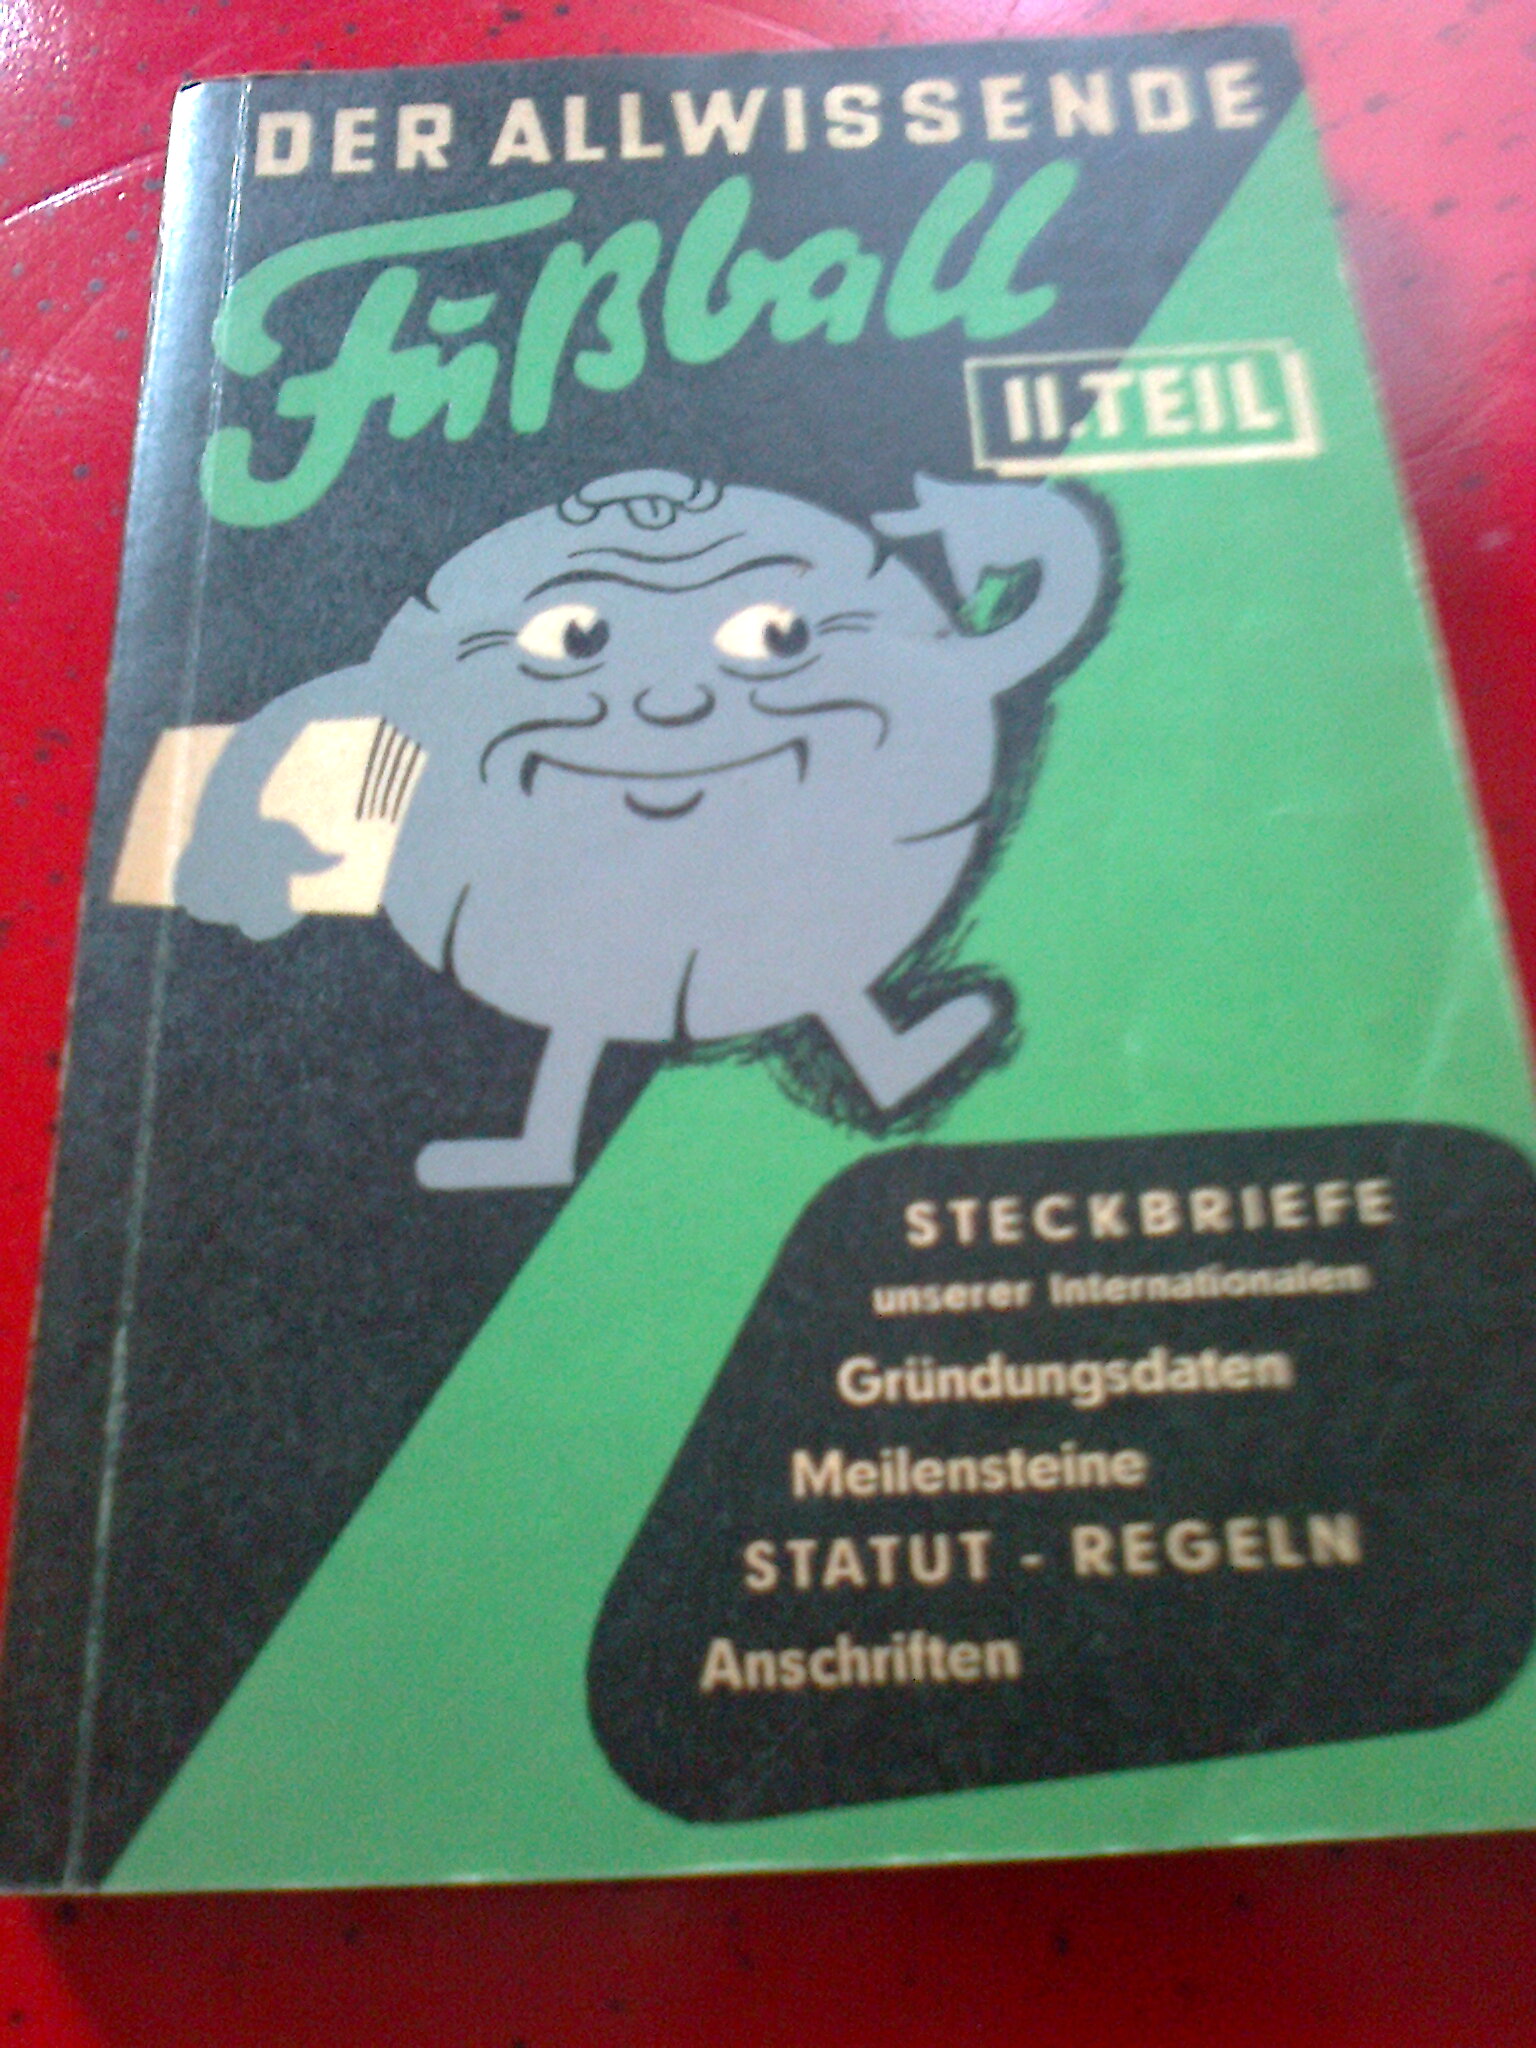 DER ALLWISSENDE
Fußball
II. TEIL
STECKBRIEFE
unserer Internationalen
Gründungsdaten
Meilensteine
STATUT - REGELN
Anschriften